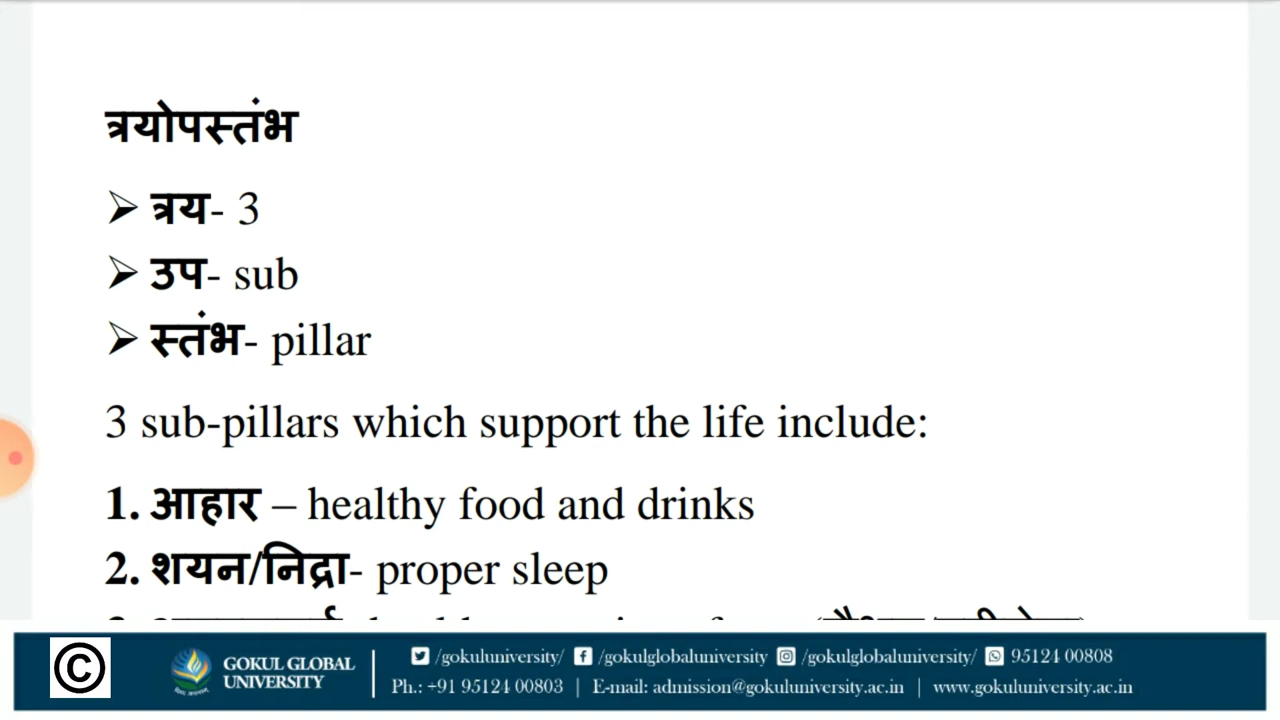 त्रयोपस्तंभ
➢ त्रय- 3
➢ उप- sub
➢ स्तंभ- pillar
3 sub-pillars which support the life include:
1. आहार – healthy food and drinks
2. शयन/निद्रा- proper sleep
©
GOKUL GLOBAL
UNIVERSITY
/gokuluniversity/ /gokulglobaluniversity /gokulglobaluniversity/ 95124 00808
Ph.: +91 95124 00803 | E-mail: admission@gokuluniversity.ac.in | www.gokuluniversity.ac.in